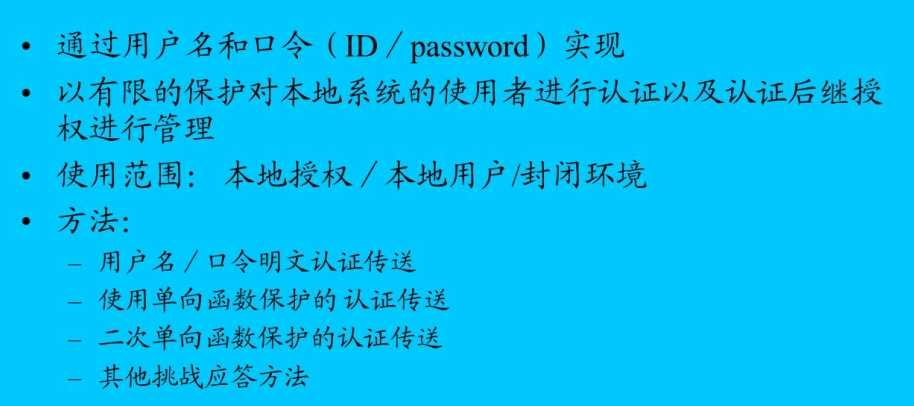 • 通过用户名和口令（ID／password）实现
• 以有限的保护对本地系统的使用者进行认证以及认证后继授
权进行管理
• 使用范围： 本地授权／本地用户/封闭环境
• 方法：
– 用户名／口令明文认证传送
– 使用单向函数保护的 认证传送
– 二次单向函数保护的认证传送
– 其他挑战应答方法